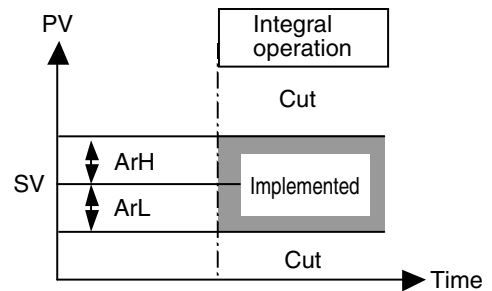 PV
Integral
operation
Cut
ArH
SV
Implemented
ArL
Cut
Time